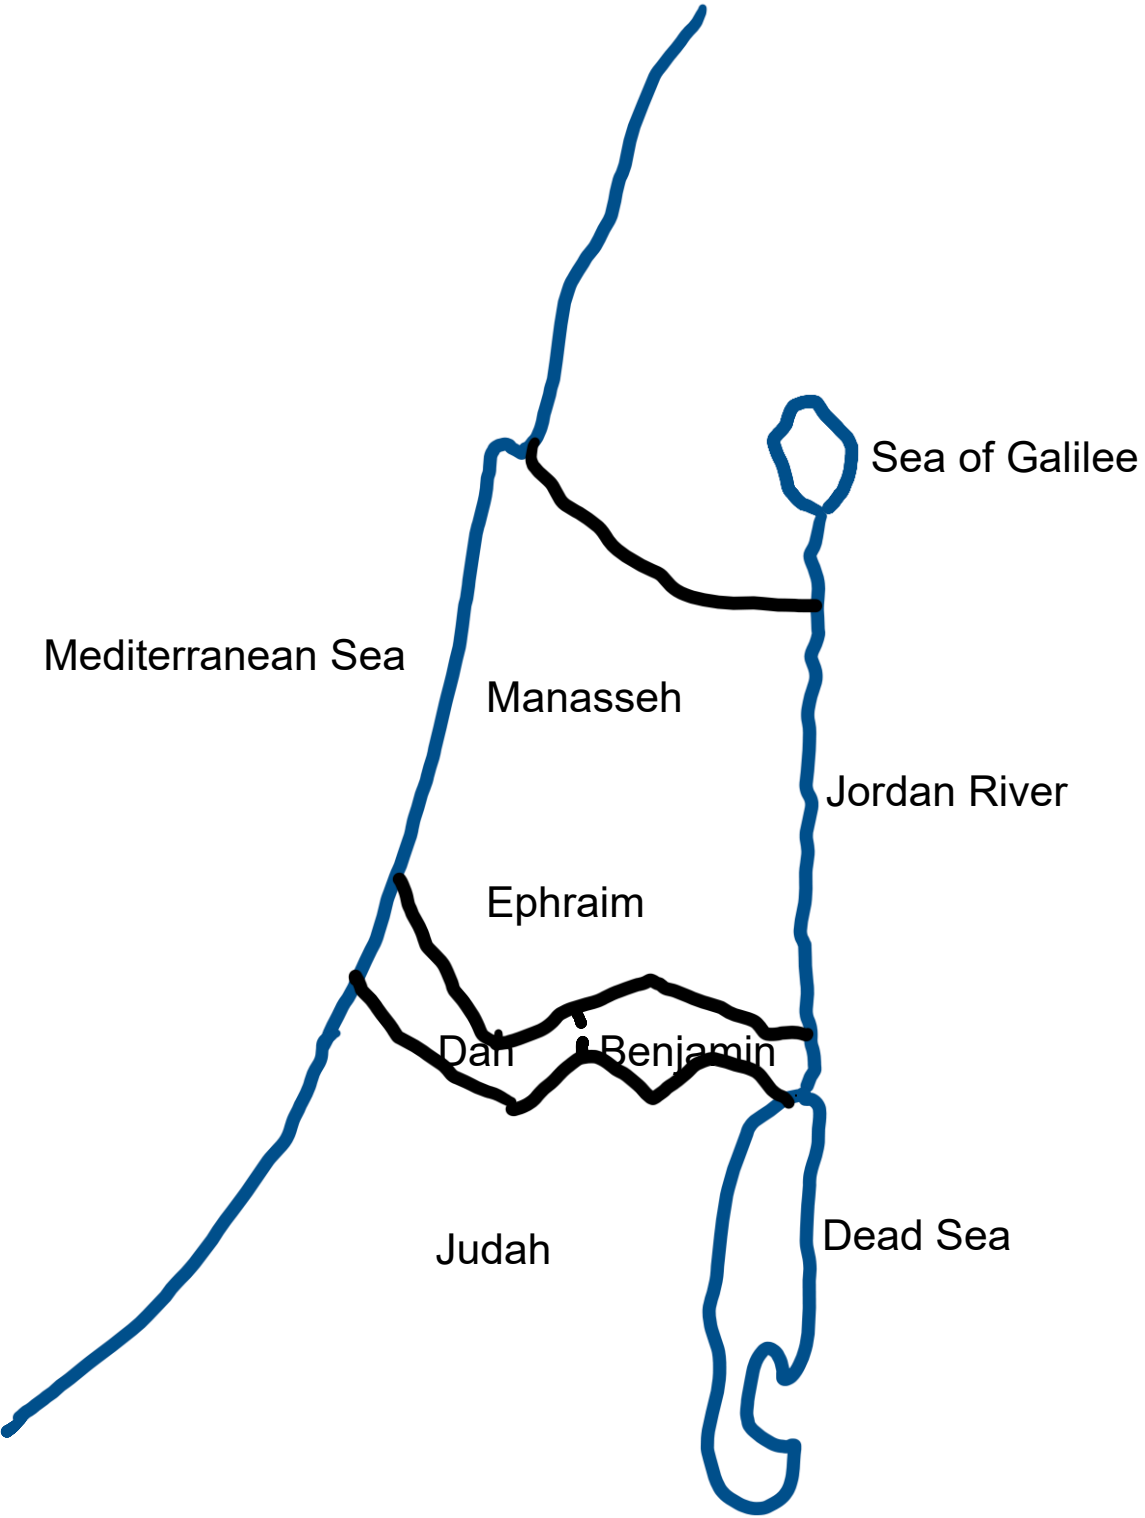 Sea of Galilee
Mediterranean Sea
Manasseh
Jordan River
Ephraim
Dan
Benjamin
Judah
Dead Sea